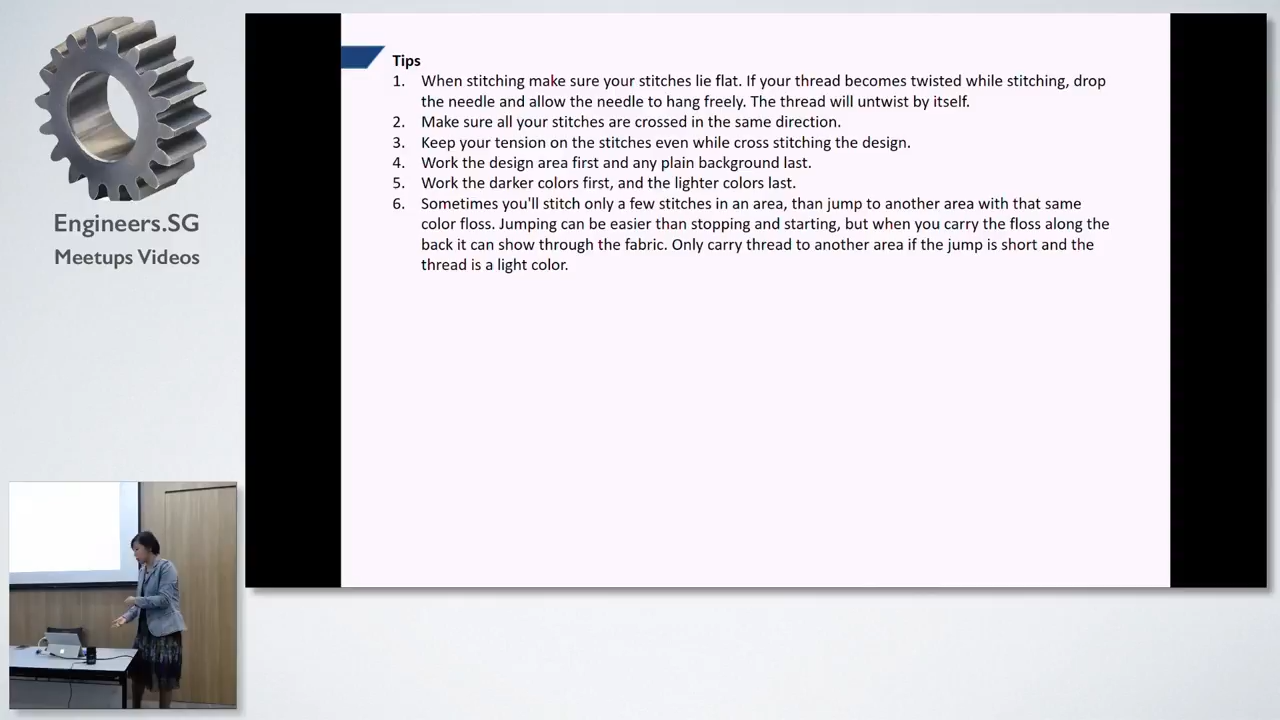 Engineers.SG
Meetups Videos
Tips
1. When stitching make sure your stitches lie flat. If your thread becomes twisted while stitching, drop
the needle and allow the needle to hang freely. The thread will untwist by itself.
2. Make sure all your stitches are crossed in the same direction.
3. Keep your tension on the stitches even while cross stitching the design.
4. Work the design area first and any plain background last.
5. Work the darker colors first, and the lighter colors last.
6. Sometimes you'll stitch only a few stitches in an area, than jump to another area with that same
color floss. Jumping can be easier than stopping and starting, but when you carry the floss along the
back it can show through the fabric. Only carry thread to another area if the jump is short and the
thread is a light color.